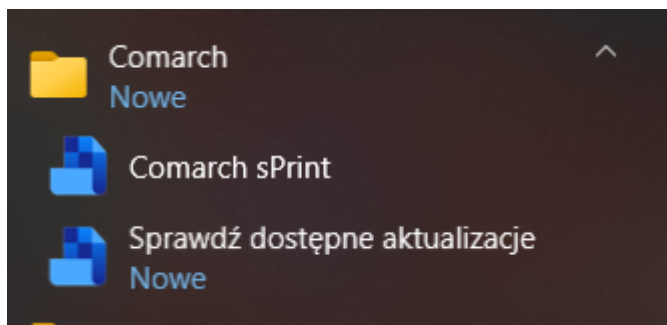 Comarch
Nowe
Comarch sPrint
Sprawdź dostępne aktualizacje
Nowe